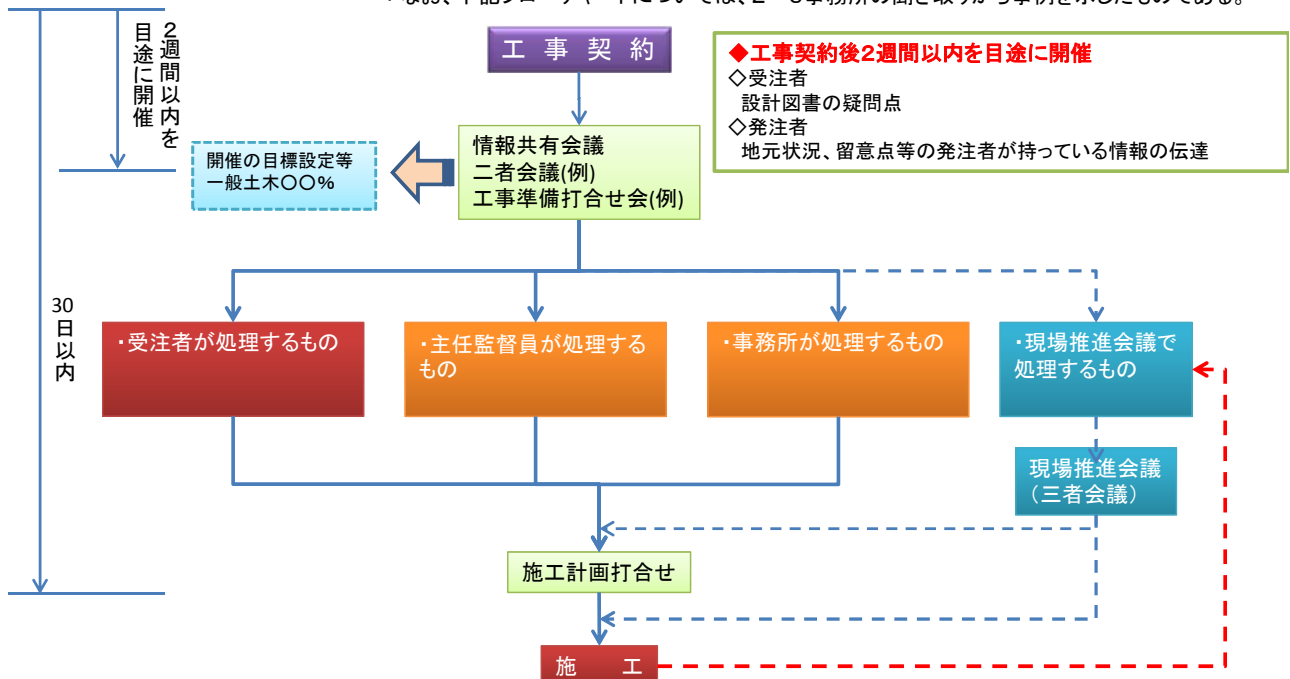 工 事 契 約
◆工事契約後2週間以内を目途に開催
◇受注者
設計図書の疑問点
◇発注者
地元状況、留意点等の発注者が持っている情報の伝達
2週間以内を
目途に開催
情報共有会議
二者会議(例)
工事準備打合せ会(例)
開催の目標設定等
一般土木〇〇%
30日以内
・受注者が処理するもの
・主任監督員が処理する
もの
・事務所が処理するもの
・現場推進会議で
処理するもの
現場推進会議
(三者会議)
施工計画打合せ
施 工